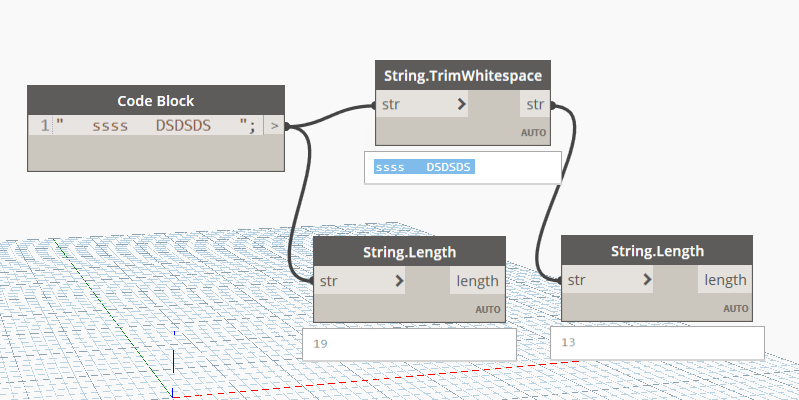 String.TrimWhitespace
Code Block
str > str
1 "   ssss   DSDSDS   "; >
AUTO
ssss   DSDSDS
String.Length
String.Length
str > length
str > length
AUTO
AUTO
19
13